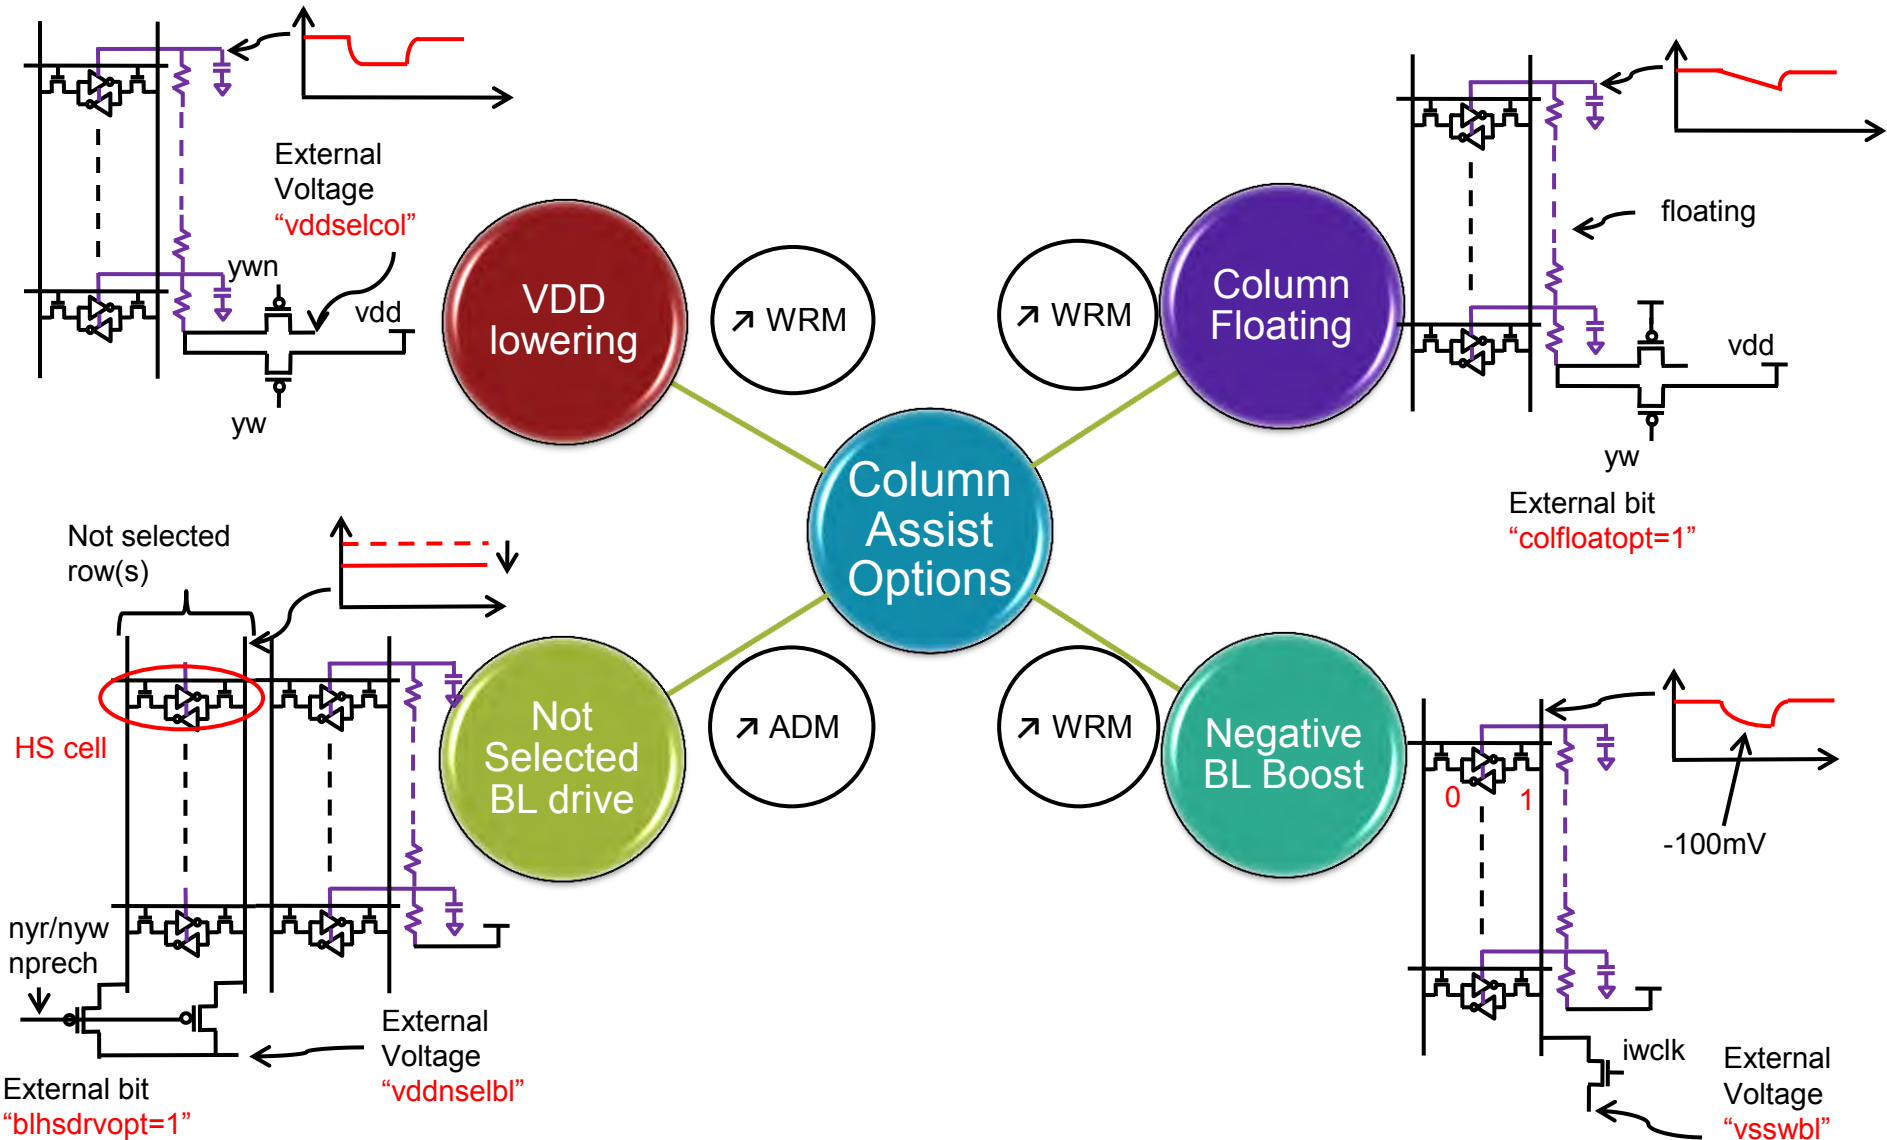 External
Voltage
“vddselcol”
ywn
vdd
yw
VDD
lowering
↗ WRM
↗ WRM
Column
Floating
floating
vdd
yw
External bit
“colfloatopt=1”
Column
Assist
Options
Not selected
row(s)
HS cell
nyr/nyw
nprech
External bit
“blhsdrvopt=1”
External
Voltage
“vddnselbl”
Not
Selected
BL drive
↗ ADM
↗ WRM
Negative
BL Boost
0 1
-100mV
iwclk
External
Voltage
“vsswbl”